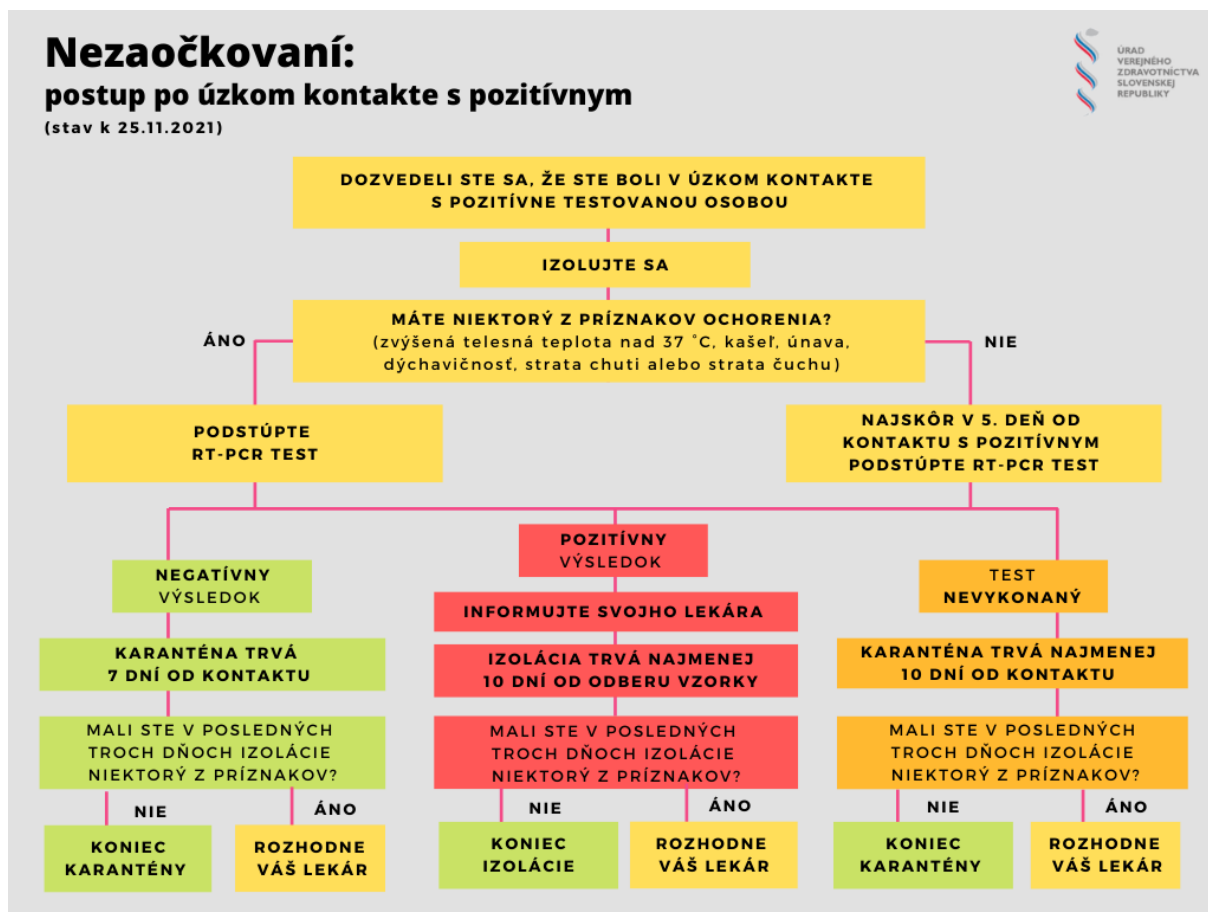 Nezaočkovaní:
postup po úzkom kontakte s pozitívnym
(stav k 25.11.2021)
ÚRAD
VEREJNÉHO
ZDRAVOTNÍCTVA
SLOVENSKEJ
REPUBLIKY
DOZVEDELI STE SA, ŽE STE BOLI V ÚZKOM KONTAKTE
S POZITÍVNE TESTOVANOU OSOBOU
IZOLUJTE SA
MÁTE NIEKTORÝ Z PRÍZNAKOV OCHORENIA?
(zvýšená telesná teplota nad 37 °C, kašeľ, únava,
dýchavičnosť, strata chuti alebo strata čuchu)
ÁNO
NIE
PODSTÚPTE
RT-PCR TEST
NAJSKÔR V 5. DEŇ OD
KONTAKTU S POZITÍVNYM
PODSTÚPTE RT-PCR TEST
NEGATÍVNY
VÝSLEDOK
KARANTÉNA TRVÁ
7 DNÍ OD KONTAKTU
MALI STE V POSLEDNÝCH
TROCH DŇOCH IZOLÁCIE
NIEKTORÝ Z PRÍZNAKOV?
NIE
ÁNO
KONIEC
KARANTÉNY
ROZHODNE
VÁŠ LEKÁR
POZITÍVNY
VÝSLEDOK
INFORMUJTE SVOJHO LEKÁRA
IZOLÁCIA TRVÁ NAJMENEJ
10 DNÍ OD ODBERU VZORKY
MALI STE V POSLEDNÝCH
TROCH DŇOCH IZOLÁCIE
NIEKTORÝ Z PRÍZNAKOV?
NIE
ÁNO
KONIEC
IZOLÁCIE
ROZHODNE
VÁŠ LEKÁR
TEST
NEVYKONANÝ
KARANTÉNA TRVÁ NAJMENEJ
10 DNÍ OD KONTAKTU
MALI STE V POSLEDNÝCH
TROCH DŇOCH IZOLÁCIE
NIEKTORÝ Z PRÍZNAKOV?
NIE
ÁNO
KONIEC
KARANTÉNY
ROZHODNE
VÁŠ LEKÁR